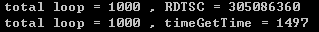 total loop = 1000 , RDTSC = 305086360
total loop = 1000 , timeGetTime = 1497